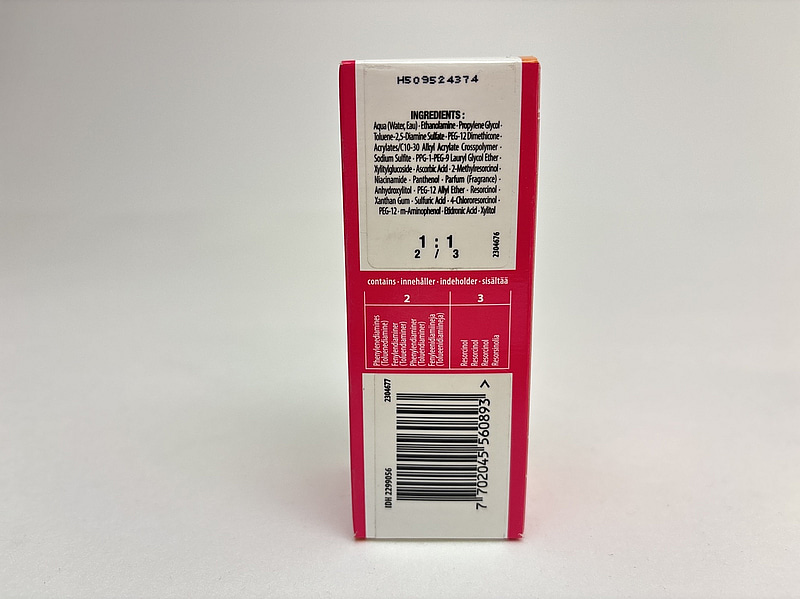 H509524374
INGREDIENTS :
Aqua (Water, Eau) · Ethanolamine · Propylene Glycol ·
Toluene-2,5-Diamine Sulfate · PEG-12 Dimethicone ·
Acrylates/C10-30 Alkyl Acrylate Crosspolymer ·
Sodium Sulfite · PPG-1-PEG-9 Lauryl Glycol Ether ·
Xylitylglucoside · Ascorbic Acid · 2-Methylresorcinol ·
Niacinamide · Panthenol · Parfum (Fragrance) ·
Anhydroxylitol · PEG-12 Allyl Ether · Resorcinol ·
Xanthan Gum · Sulfuric Acid · 4-Chlororesorcinol ·
PEG-12 · m-Aminophenol · Etidronic Acid · Xylitol
1 : 1
2 / 3
2304676
contains · innehåller · indeholder · sisältää
2 3
Phenylenediamines
(Toluenediamine)
Fenylendiaminer
(Toluendiaminer)
Phenylendiaminer
(Toluendiaminer)
Fenyleenidiamiineja
(Tolueenidiamiineja)
Resorcinol
Resorcinol
Resorcinol
Resorsinolia
2304677
IDH 2299056
7 702045 560893 >